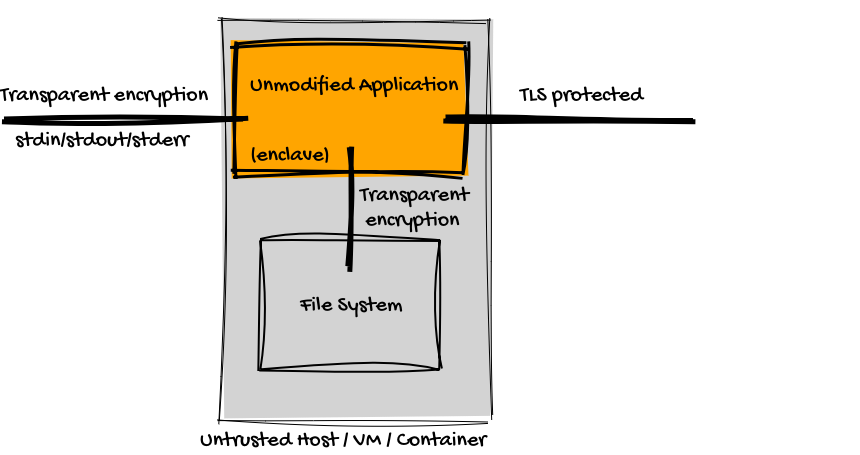 Unmodified Application
Transparent encryption
TLS protected
stdin/stdout/stderr
(enclave)
Transparent
encryption
File System
Untrusted Host / VM / Container